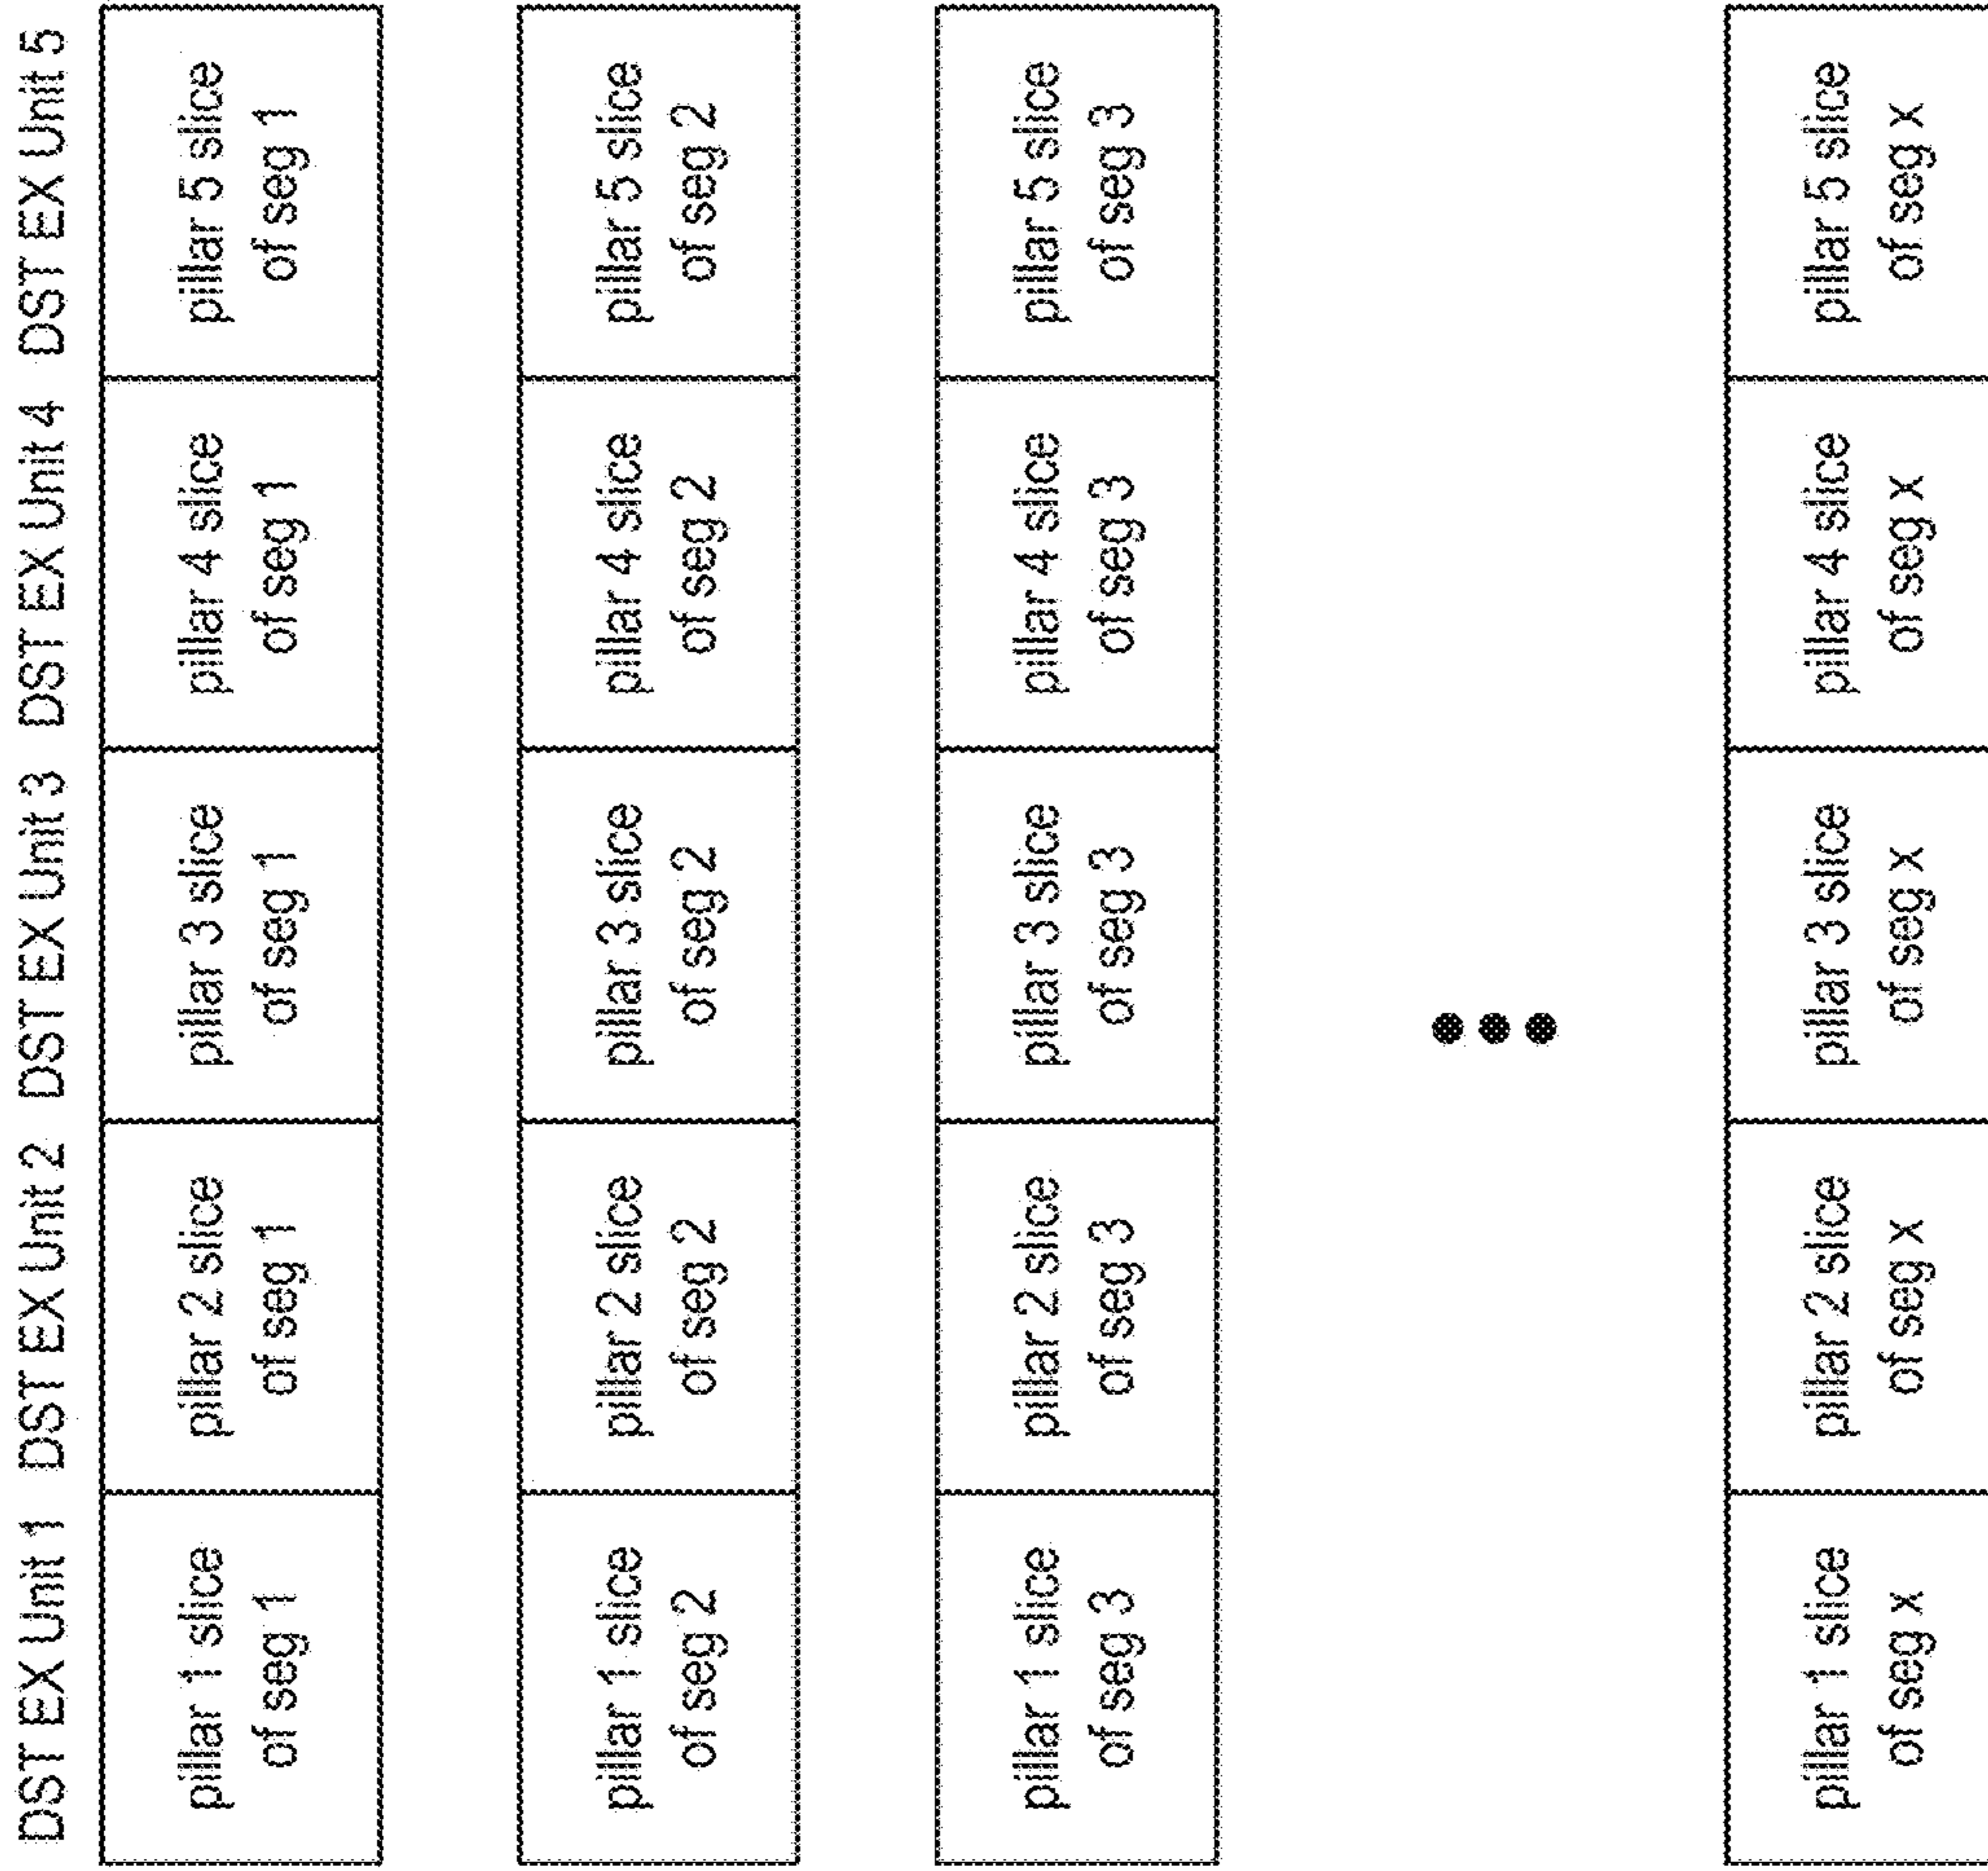 DST EX Unit 1 DST EX Unit 2 DST EX Unit 3 DST EX Unit 4 DST EX Unit 5
pillar 1 slice
of seg 1
pillar 2 slice
of seg 1
pillar 3 slice
of seg 1
pillar 4 slice
of seg 1
pillar 5 slice
of seg 1
pillar 1 slice
of seg 2
pillar 2 slice
of seg 2
pillar 3 slice
of seg 2
pillar 4 slice
of seg 2
pillar 5 slice
of seg 2
pillar 1 slice
of seg 3
pillar 2 slice
of seg 3
pillar 3 slice
of seg 3
pillar 4 slice
of seg 3
pillar 5 slice
of seg 3
pillar 1 slice
of seg x
pillar 2 slice
of seg x
pillar 3 slice
of seg x
pillar 4 slice
of seg x
pillar 5 slice
of seg x